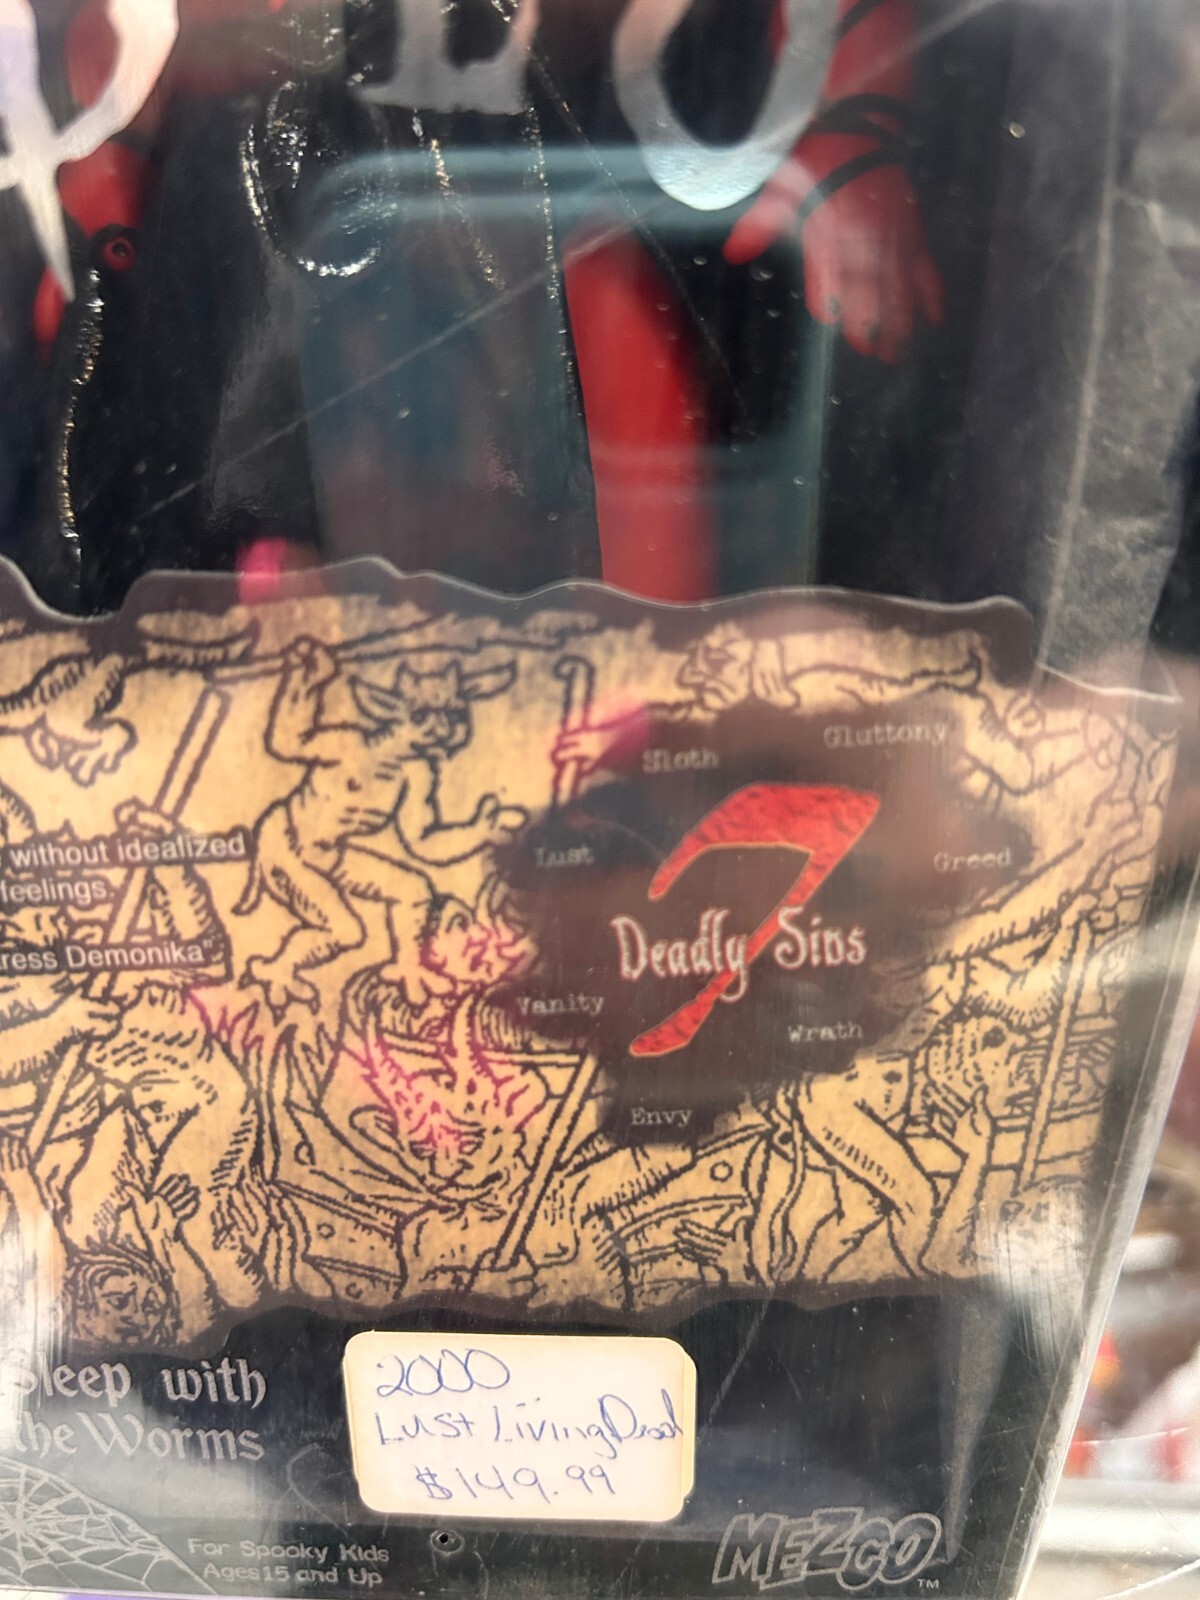 Gluttony
Sloth
7
Lust
Greed
without idealized
feelings.
Deadly Sins
ress Demonika"
Vanity
Wrath
Envy
Sleep with
the Worms
2000
Lust Living Dead
$149.99
For Spooky Kids
Ages 15 and Up
MEZCO
TM